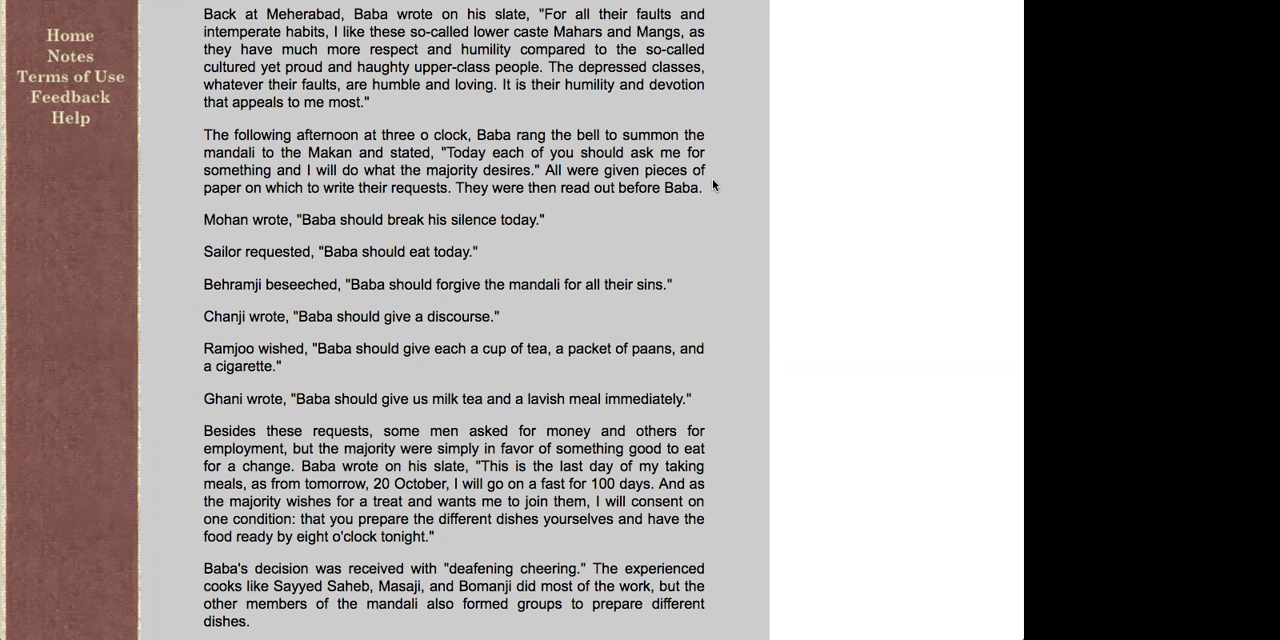 Home
Notes
Terms of Use
Feedback
Help
Back at Meherabad, Baba wrote on his slate, "For all their faults and
intemperate habits, I like these so-called lower caste Mahars and Mangs, as
they have much more respect and humility compared to the so-called
cultured yet proud and haughty upper-class people. The depressed classes,
whatever their faults, are humble and loving. It is their humility and devotion
that appeals to me most."
The following afternoon at three o clock, Baba rang the bell to summon the
mandali to the Makan and stated, "Today each of you should ask me for
something and I will do what the majority desires." All were given pieces of
paper on which to write their requests. They were then read out before Baba.
Mohan wrote, "Baba should break his silence today."
Sailor requested, "Baba should eat today."
Behramji beseeched, "Baba should forgive the mandali for all their sins."
Chanji wrote, "Baba should give a discourse."
Ramjoo wished, "Baba should give each a cup of tea, a packet of paans, and
a cigarette."
Ghani wrote, "Baba should give us milk tea and a lavish meal immediately."
Besides these requests, some men asked for money and others for
employment, but the majority were simply in favor of something good to eat
for a change. Baba wrote on his slate, "This is the last day of my taking
meals, as from tomorrow, 20 October, I will go on a fast for 100 days. And as
the majority wishes for a treat and wants me to join them, I will consent on
one condition: that you prepare the different dishes yourselves and have the
food ready by eight o'clock tonight."
Baba's decision was received with "deafening cheering." The experienced
cooks like Sayyed Saheb, Masaji, and Bomanji did most of the work, but the
other members of the mandali also formed groups to prepare different
dishes.